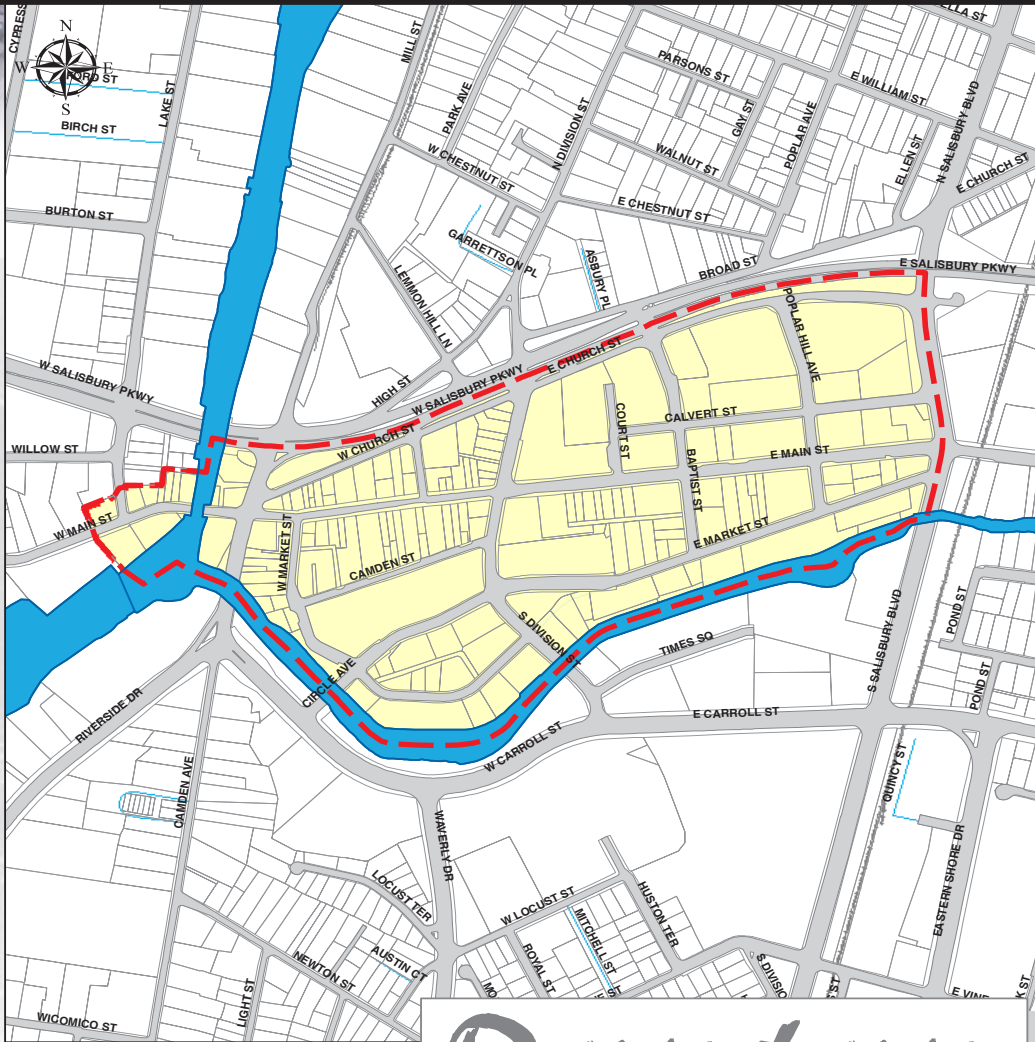 CYPRESS
MILL ST
ELLA ST
N
W
E
S
FORD ST
LAKE ST
PARK AVE
PARSONS ST
E WILLIAM ST
N SALISBURY BLVD
BIRCH ST
GAY ST
POPLAR AVE
N DIVISION ST
W CHESTNUT ST
WALNUT ST
ELLEN ST
E CHURCH ST
BURTON ST
E CHESTNUT ST
GARRETTSON PL
ASBURY PL
LEMMON HILL LN
BROAD ST
E SALISBURY PKWY
POPLAR HILL AVE
W SALISBURY PKWY
HIGH ST
W SALISBURY PKWY
E CHURCH ST
WILLOW ST
W CHURCH ST
COURT ST
CALVERT ST
BAPTIST ST
E MAIN ST
W MAIN ST
W MARKET ST
CAMDEN ST
E MARKET ST
POND ST
S DIVISION ST
TIMES SQ
S SALISBURY BLVD
CIRCLE AVE
POND ST
RIVERSIDE DR
E CARROLL ST
W CARROLL ST
CAMDEN AVE
QUINCY ST
WAVERLY DR
EASTERN SHORE DR
LOCUST TER
W LOCUST ST
HUSTON TER
MITCHELL ST
AUSTIN CT
ROYAL ST
NEWTON ST
S DIVISIO
LIGHT ST
MO
E VINE
K ST
WICOMICO ST